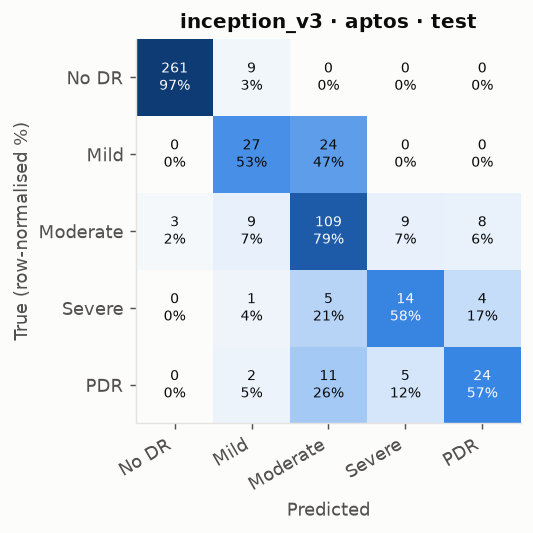 inception_v3 · aptos · test
True (row-normalised %)
No DR
261 9 0 0 0
97% 3% 0% 0% 0%
Mild
0 27 24 0 0
0% 53% 47% 0% 0%
Moderate
3 9 109 9 8
2% 7% 79% 7% 6%
Severe
0 1 5 14 4
0% 4% 21% 58% 17%
PDR
0 2 11 5 24
0% 5% 26% 12% 57%
No DR Mild Moderate Severe PDR
Predicted